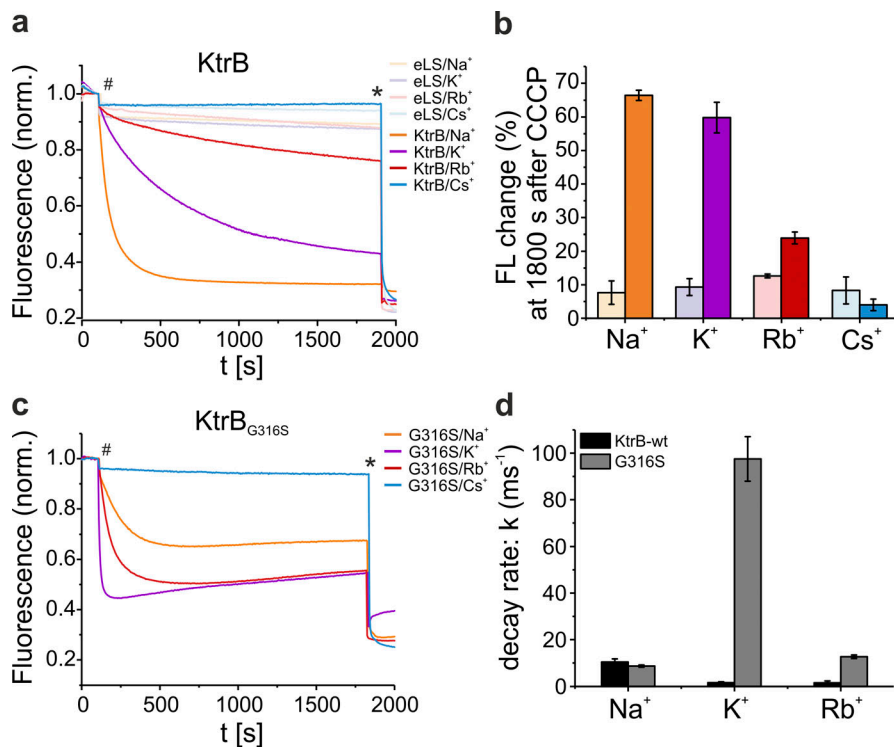 a
KtrB
Fluorescence (norm.)
1.0
0.8
0.6
0.4
0.2
#
*
eLS/Na⁺
eLS/K⁺
eLS/Rb⁺
eLS/Cs⁺
KtrB/Na⁺
KtrB/K⁺
KtrB/Rb⁺
KtrB/Cs⁺
0 500 1000 1500 2000
t [s]
b
FL change (%)
at 1800 s after CCCP
70
60
50
40
30
20
10
0
Na⁺ K⁺ Rb⁺ Cs⁺
c
KtrB_G316S
Fluorescence (norm.)
1.0
0.8
0.6
0.4
0.2
#
*
G316S/Na⁺
G316S/K⁺
G316S/Rb⁺
G316S/Cs⁺
0 500 1000 1500 2000
t [s]
d
decay rate: k (ms⁻¹)
100
80
60
40
20
0
KtrB-wt
G316S
Na⁺ K⁺ Rb⁺